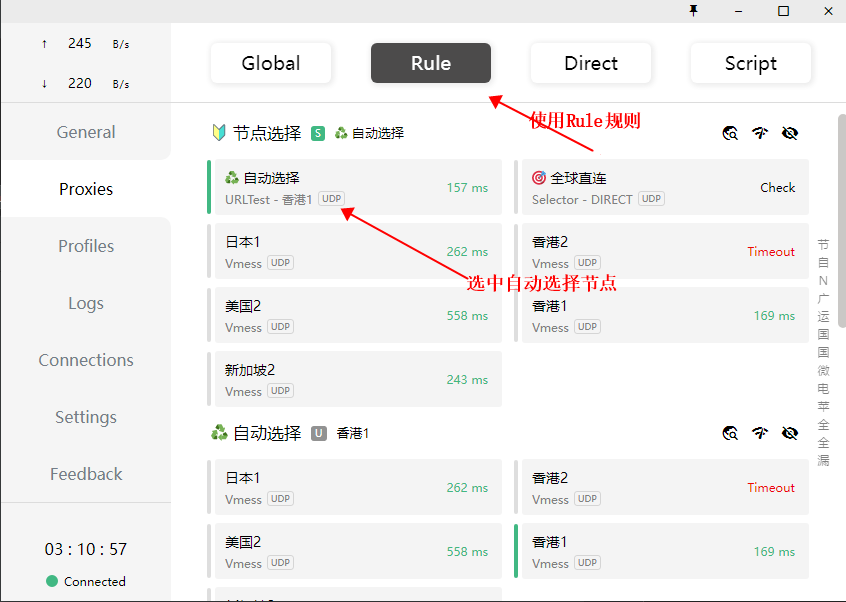 ↑ 245 B/s
↓ 220 B/s
General
Proxies
Profiles
Logs
Connections
Settings
Feedback
03 : 10 : 57
Connected
Global
Rule
Direct
Script
使用Rule规则
节点选择 S 自动选择
自动选择
URLTest - 香港1 UDP
157 ms
全球直连
Selector - DIRECT UDP
Check
日本1
Vmess UDP
262 ms
香港2
Vmess UDP
Timeout
选中自动选择节点
美国2
Vmess UDP
558 ms
香港1
Vmess UDP
169 ms
新加坡2
Vmess UDP
243 ms
自动选择 U 香港1
日本1
Vmess UDP
262 ms
香港2
Vmess UDP
Timeout
美国2
Vmess UDP
558 ms
香港1
Vmess UDP
169 ms
节
自
N
广
运
国
国
微
电
苹
全
全
漏